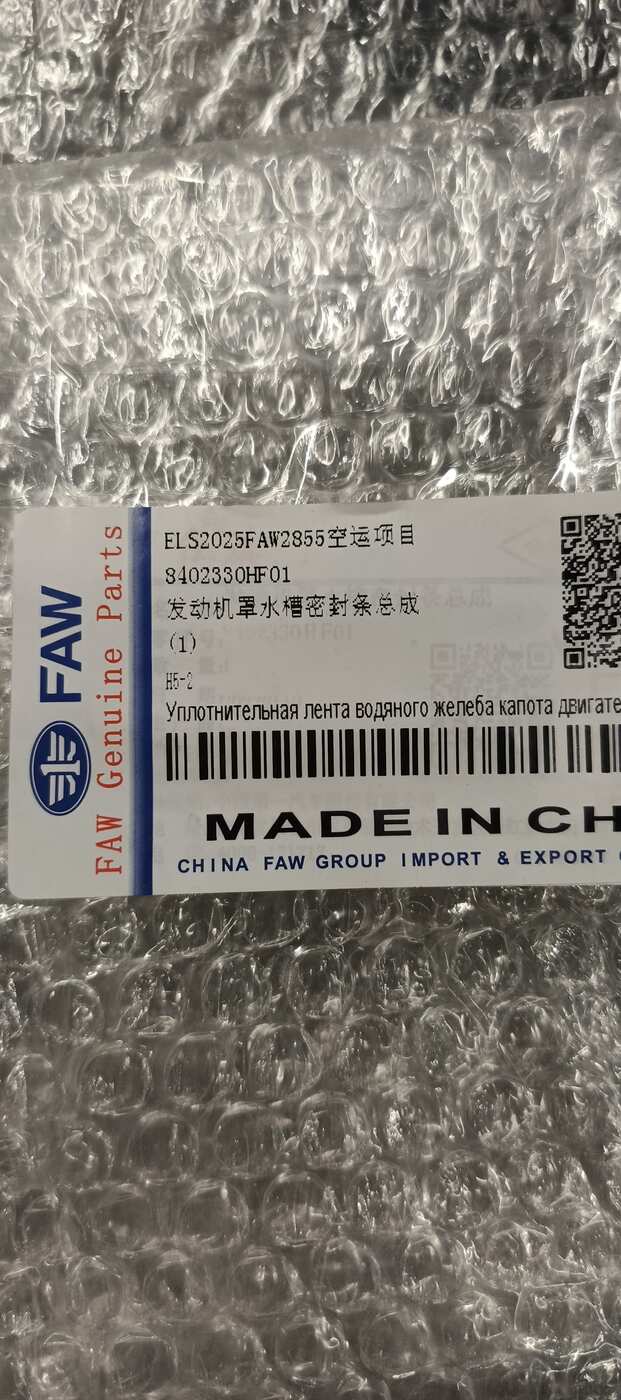 FAW
FAW Genuine Parts
ELS2025FAW2855空运项目
8402330HF01
发动机罩水槽密封条总成
(1)
H5-2
Уплотнительная лента водяного желеба капота двигате
MADE IN CH
CHINA FAW GROUP IMPORT & EXPORT